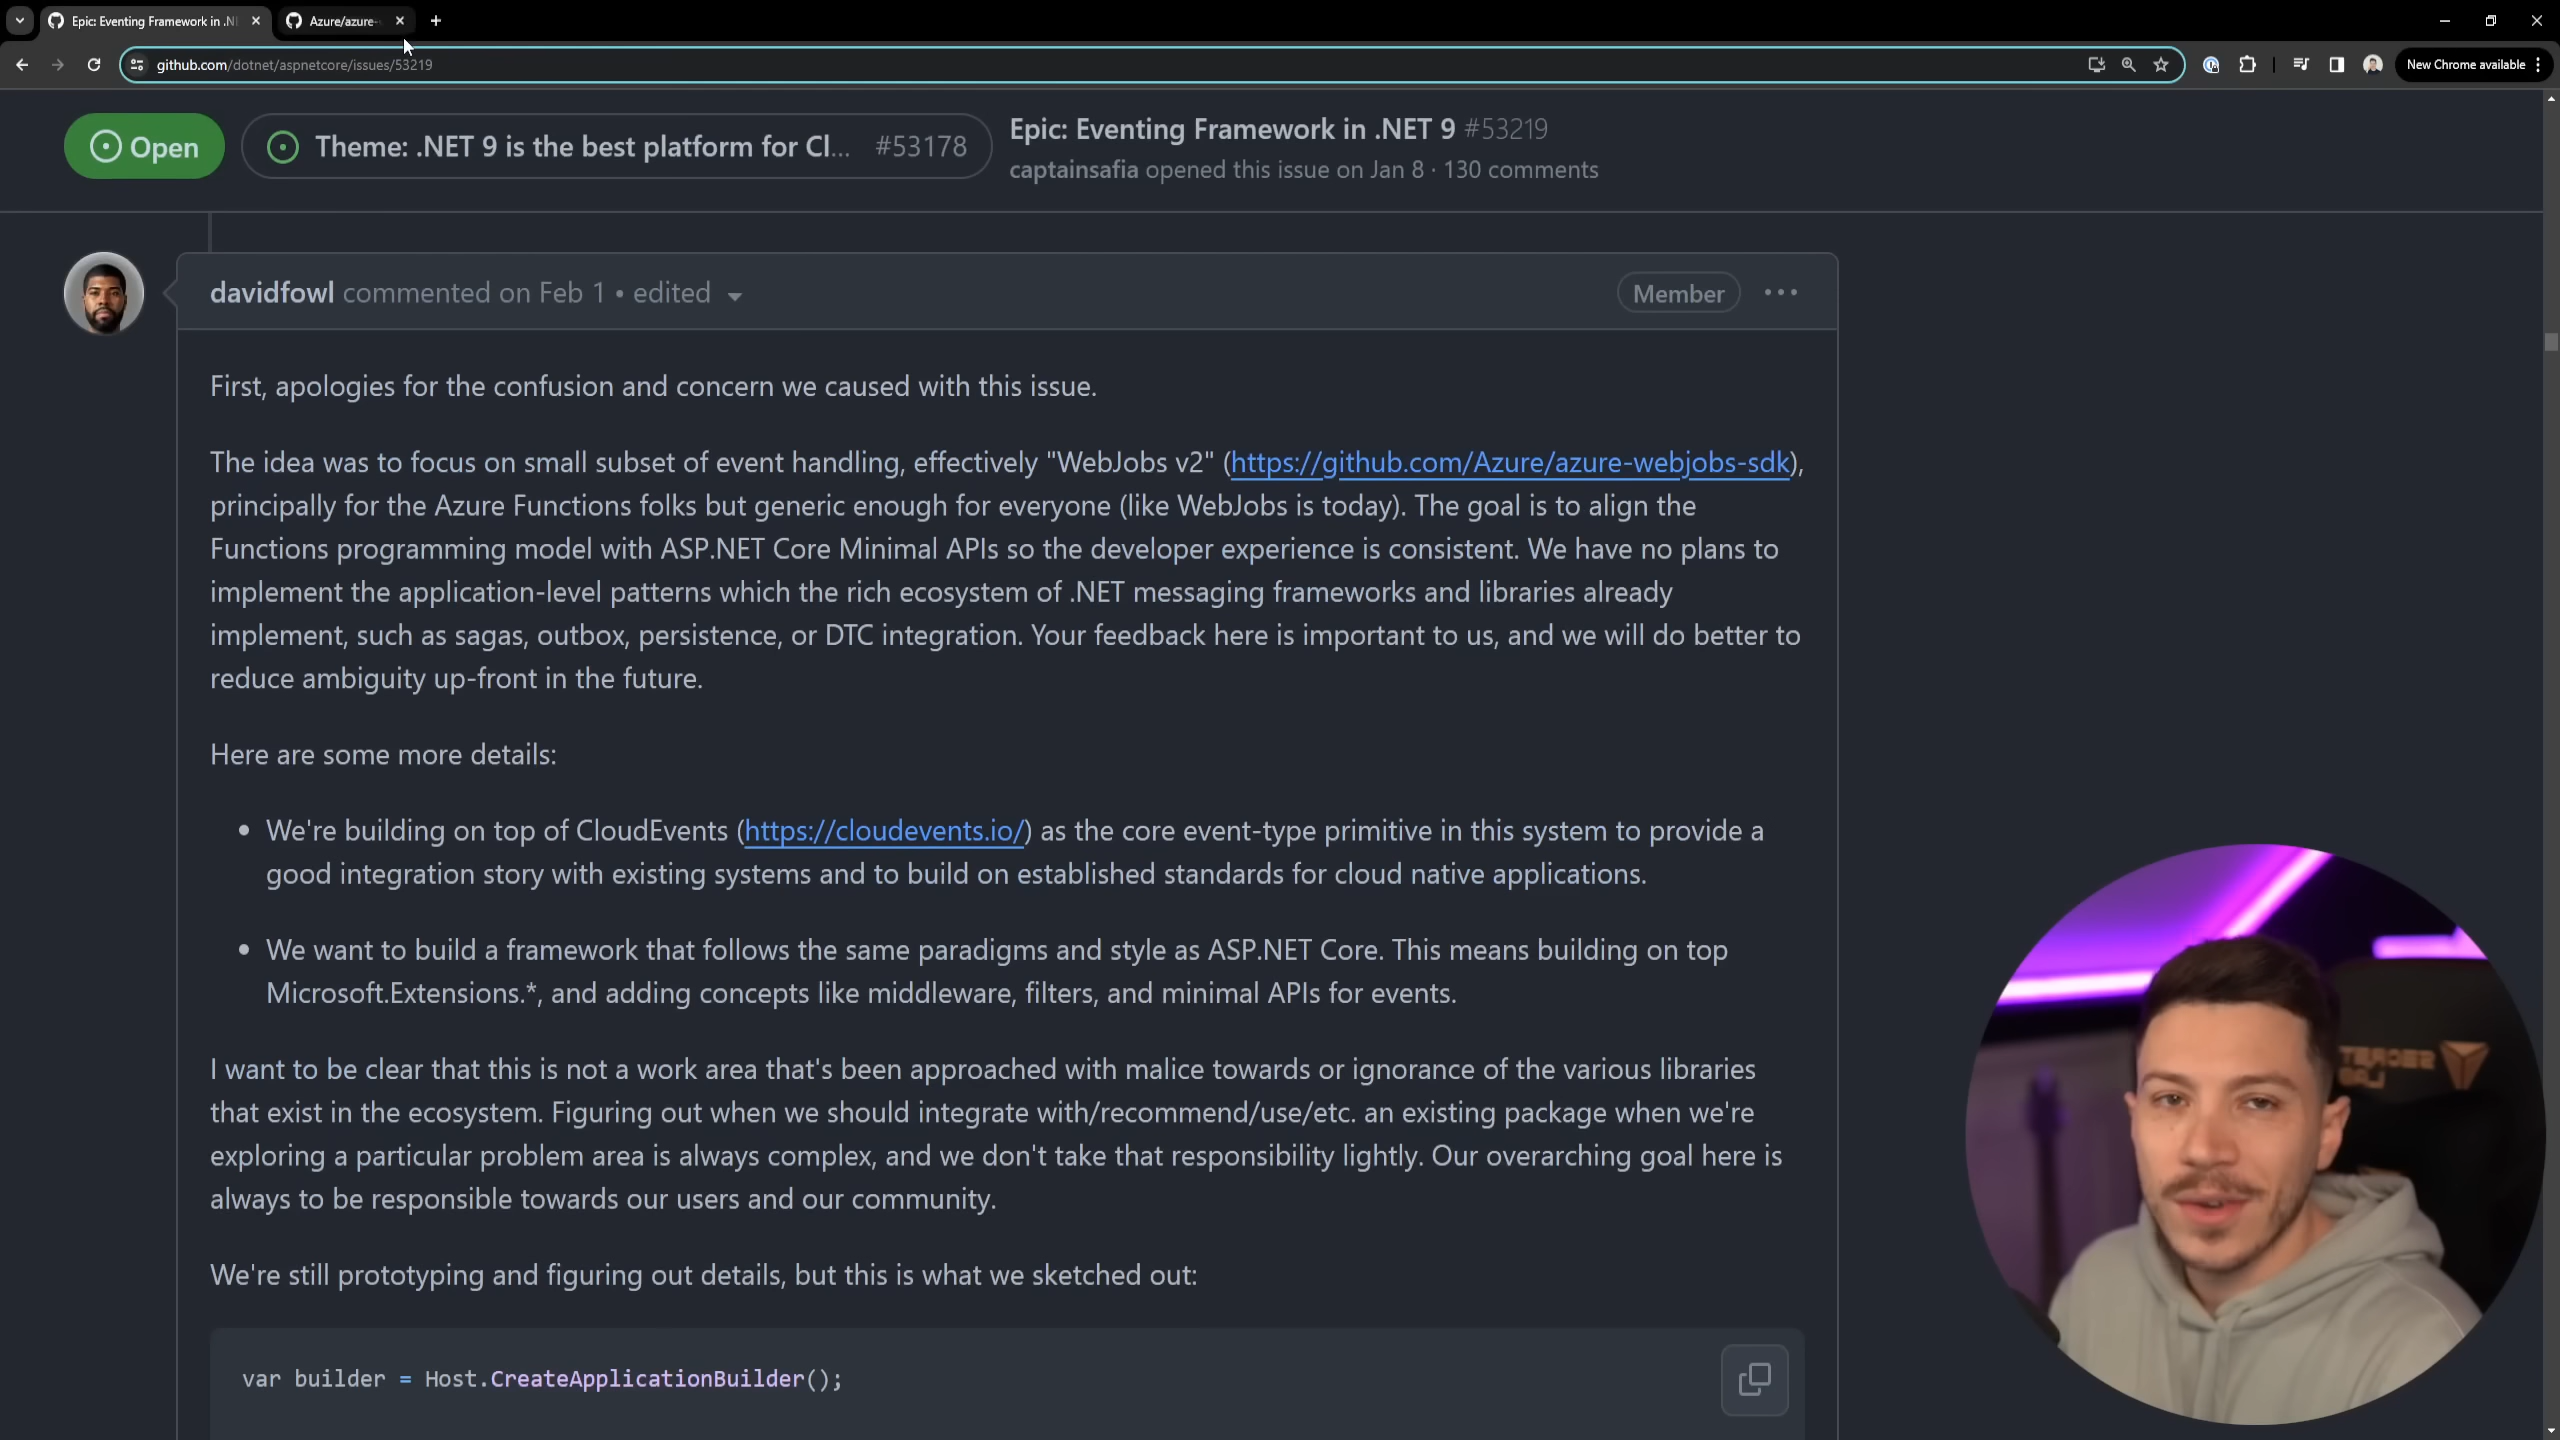 Epic: Eventing Framework in .N
Azure/azure-
github.com/dotnet/aspnetcore/issues/53219
New Chrome available
Open
Theme: .NET 9 is the best platform for Cl... #53178
Epic: Eventing Framework in .NET 9 #53219
captainsafia opened this issue on Jan 8 · 130 comments
davidfowl commented on Feb 1 • edited
Member
First, apologies for the confusion and concern we caused with this issue.
The idea was to focus on small subset of event handling, effectively "WebJobs v2" (https://github.com/Azure/azure-webjobs-sdk),
principally for the Azure Functions folks but generic enough for everyone (like WebJobs is today). The goal is to align the
Functions programming model with ASP.NET Core Minimal APIs so the developer experience is consistent. We have no plans to
implement the application-level patterns which the rich ecosystem of .NET messaging frameworks and libraries already
implement, such as sagas, outbox, persistence, or DTC integration. Your feedback here is important to us, and we will do better to
reduce ambiguity up-front in the future.
Here are some more details:
• We're building on top of CloudEvents (https://cloudevents.io/) as the core event-type primitive in this system to provide a
good integration story with existing systems and to build on established standards for cloud native applications.
• We want to build a framework that follows the same paradigms and style as ASP.NET Core. This means building on top
Microsoft.Extensions.*, and adding concepts like middleware, filters, and minimal APIs for events.
I want to be clear that this is not a work area that's been approached with malice towards or ignorance of the various libraries
that exist in the ecosystem. Figuring out when we should integrate with/recommend/use/etc. an existing package when we're
exploring a particular problem area is always complex, and we don't take that responsibility lightly. Our overarching goal here is
always to be responsible towards our users and our community.
We're still prototyping and figuring out details, but this is what we sketched out:
var builder = Host.CreateApplicationBuilder();